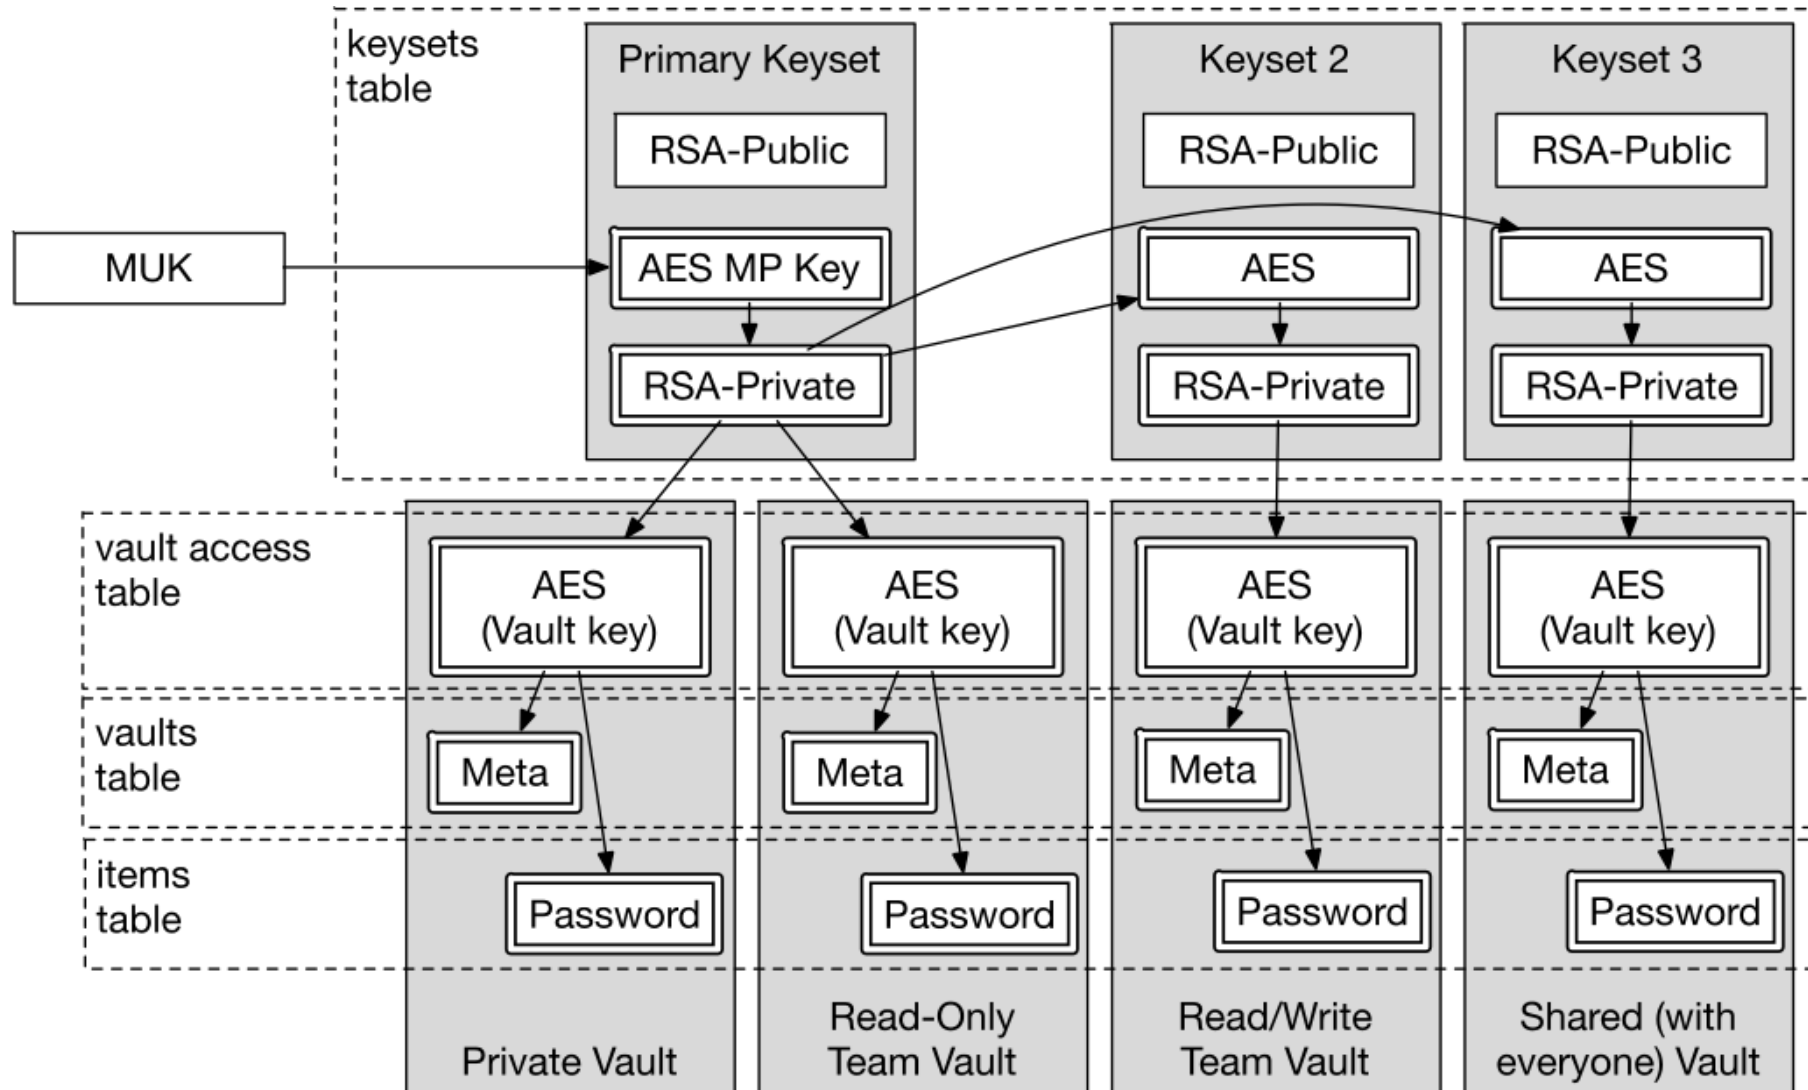 keysets
table
Primary Keyset
Keyset 2
Keyset 3
RSA-Public
RSA-Public
RSA-Public
MUK
AES MP Key
AES
AES
RSA-Private
RSA-Private
RSA-Private
vault access
table
AES
(Vault key)
AES
(Vault key)
AES
(Vault key)
AES
(Vault key)
vaults
table
Meta
Meta
Meta
Meta
items
table
Password
Password
Password
Password
Private Vault
Read-Only
Team Vault
Read/Write
Team Vault
Shared (with
everyone) Vault